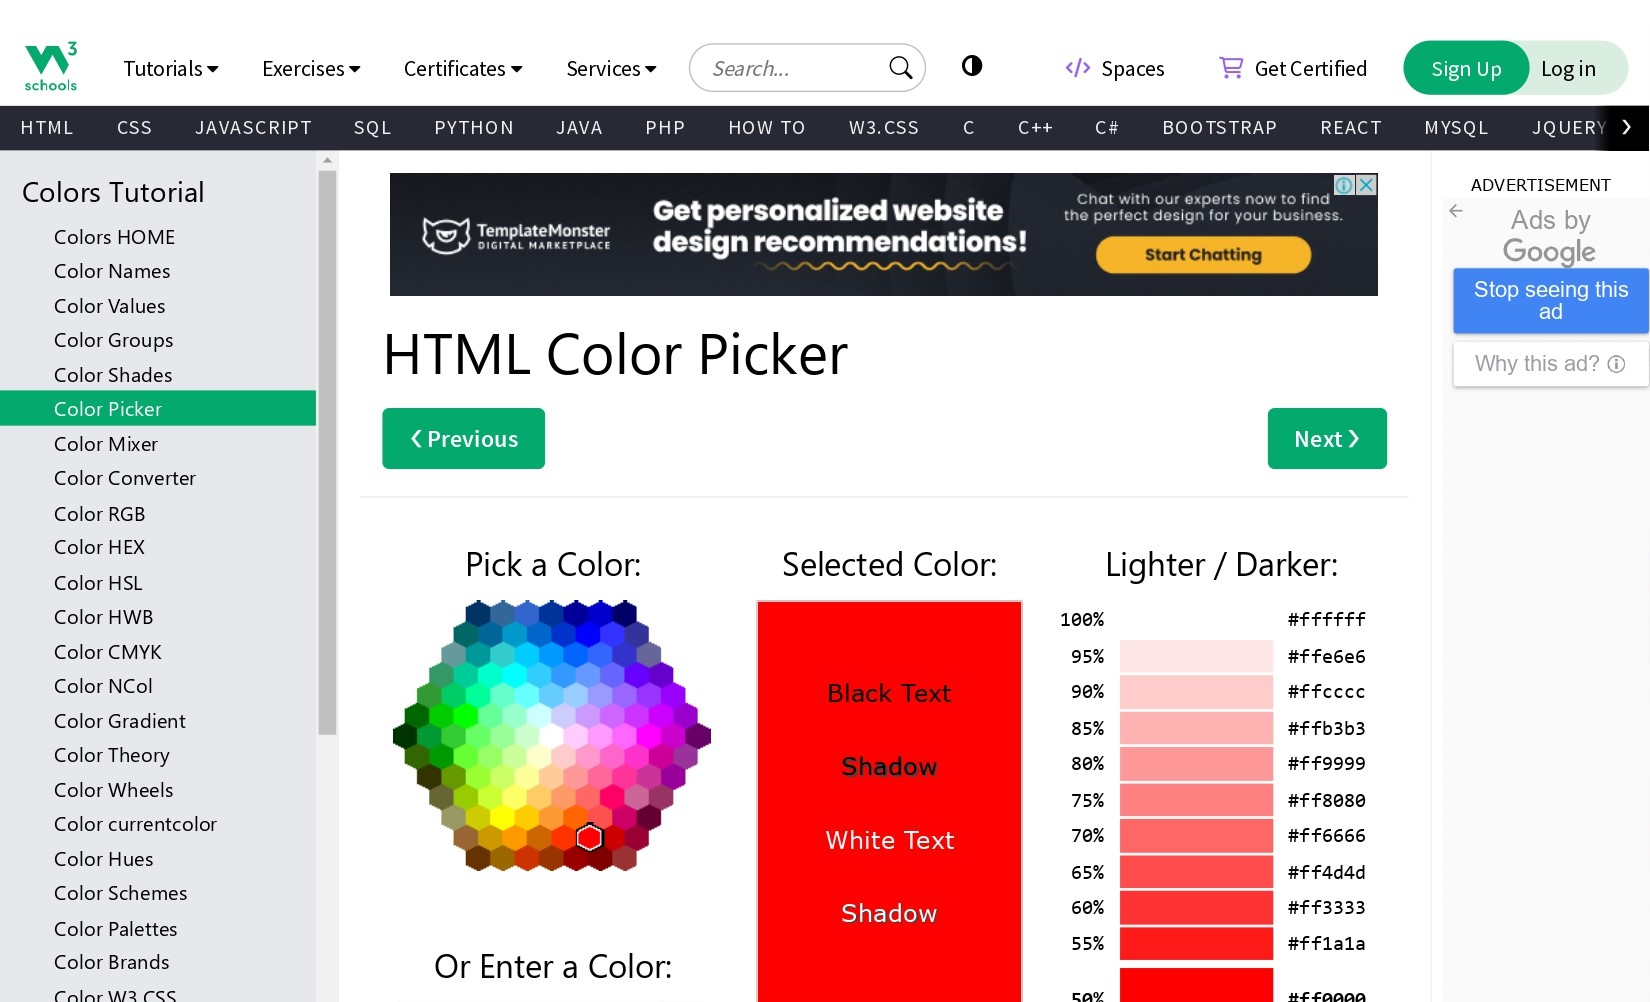 3
schools
Tutorials
Exercises
Certificates
Services
Search...
Spaces
Get Certified
Sign Up
Log in
HTML
CSS
JAVASCRIPT
SQL
PYTHON
JAVA
PHP
HOW TO
W3.CSS
C
C++
C#
BOOTSTRAP
REACT
MYSQL
JQUERY
Colors Tutorial
Colors HOME
Color Names
Color Values
Color Groups
Color Shades
Color Picker
Color Mixer
Color Converter
Color RGB
Color HEX
Color HSL
Color HWB
Color CMYK
Color NCol
Color Gradient
Color Theory
Color Wheels
Color currentcolor
Color Hues
Color Schemes
Color Palettes
Color Brands
Color W3.CSS
TemplateMonster
DIGITAL MARKETPLACE
Get personalized website
design recommendations!
Chat with our experts now to find
the perfect design for your business.
Start Chatting
HTML Color Picker
❮ Previous
Next ❯
Pick a Color:
Or Enter a Color:
Selected Color:
Black Text
Shadow
White Text
Shadow
Lighter / Darker:
100% #ffffff
95% #ffe6e6
90% #ffcccc
85% #ffb3b3
80% #ff9999
75% #ff8080
70% #ff6666
65% #ff4d4d
60% #ff3333
55% #ff1a1a
50% #ff0000
ADVERTISEMENT
Ads by
Google
Stop seeing this
ad
Why this ad?